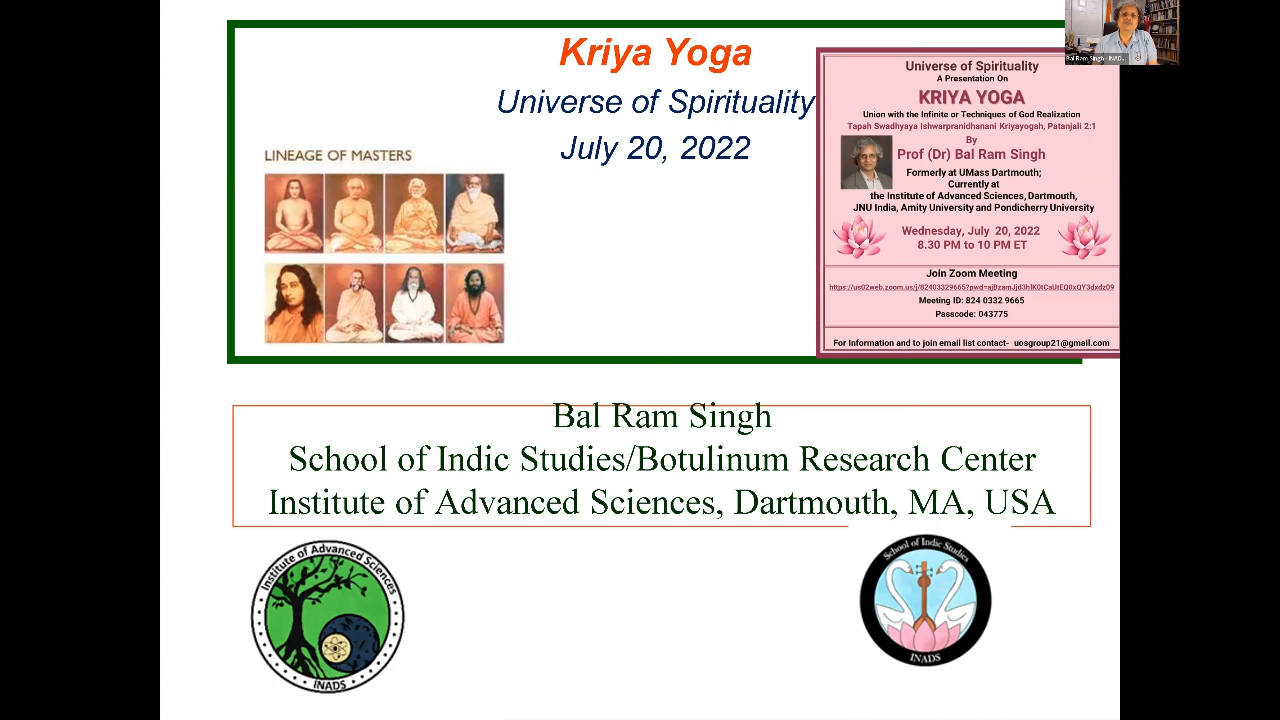 Kriya Yoga
Universe of Spirituality
July 20, 2022
LINEAGE OF MASTERS
Universe of Spirituality
A Presentation On
KRIYA YOGA
Union with the Infinite or Techniques of God Realization
Tapah Swadhyaya Ishwarpranidhanani Kriyayogah, Patanjali 2:1
By
Prof (Dr) Bal Ram Singh
Formerly at UMass Dartmouth;
Currently at
the Institute of Advanced Sciences, Dartmouth,
JNU India, Amity University and Pondicherry University
Wednesday, July 20, 2022
8.30 PM to 10 PM ET
Join Zoom Meeting
Meeting ID: 824 0332 9665
Passcode: 043775
For Information and to join email list contact- uosgroup21@gmail.com
Bal Ram Singh - INAD...
Bal Ram Singh
School of Indic Studies/Botulinum Research Center
Institute of Advanced Sciences, Dartmouth, MA, USA
Institute of Advanced Sciences
INADS
School of Indic Studies
INADS